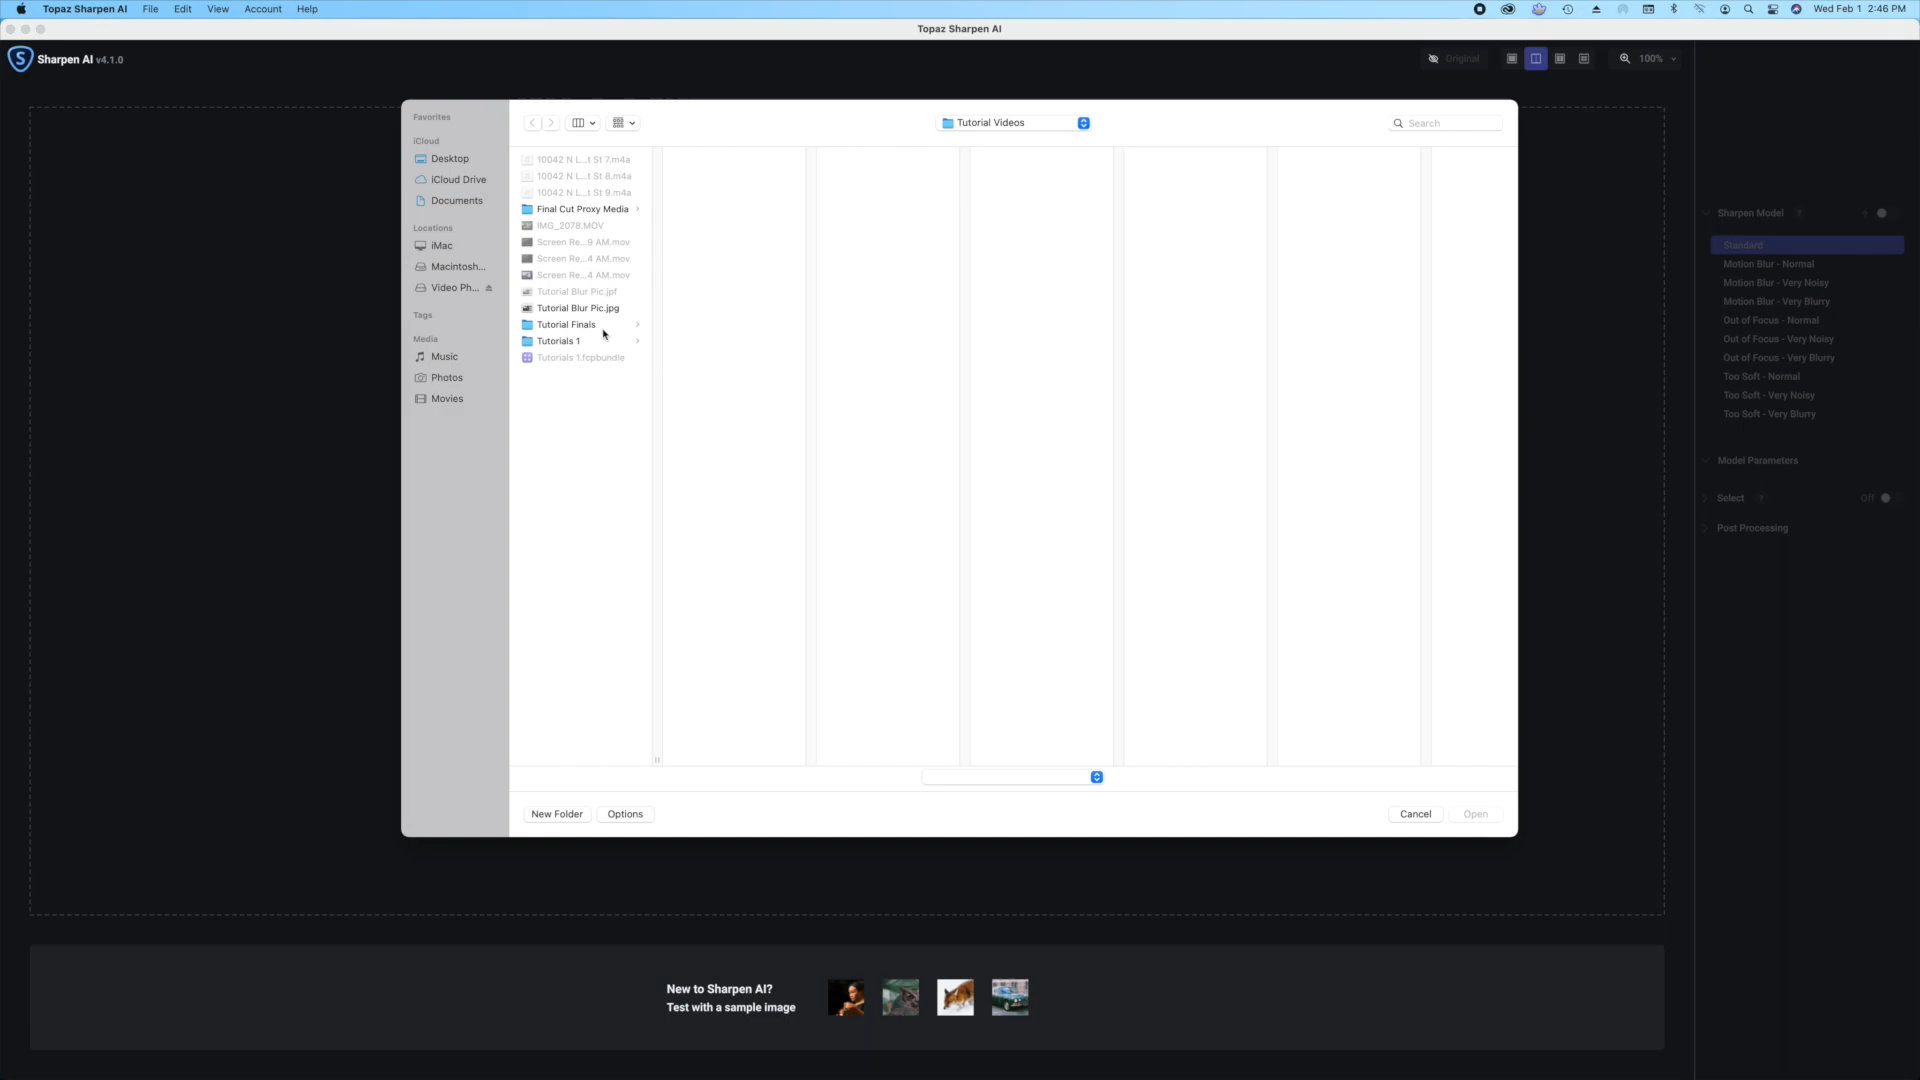 Topaz Sharpen AI File Edit View Account Help
Wed Feb 1 2:46 PM
Topaz Sharpen AI
Sharpen AI v4.1.0
Original
100%
Favorites
iCloud
Desktop
iCloud Drive
Documents
Locations
iMac
Macintosh...
Video Ph...
Tags
Media
Music
Photos
Movies
Tutorial Videos
Search
10042 N L...t St 7.m4a
10042 N L...t St 8.m4a
10042 N L...t St 9.m4a
Final Cut Proxy Media
IMG_2078.MOV
Screen Re...9 AM.mov
Screen Re...4 AM.mov
Screen Re...4 AM.mov
Tutorial Blur Pic.jpf
Tutorial Blur Pic.jpg
Tutorial Finals
Tutorials 1
Tutorials 1.fcpbundle
New Folder
Options
Cancel
Open
Sharpen Model
Standard
Motion Blur - Normal
Motion Blur - Very Noisy
Motion Blur - Very Blurry
Out of Focus - Normal
Out of Focus - Very Noisy
Out of Focus - Very Blurry
Too Soft - Normal
Too Soft - Very Noisy
Too Soft - Very Blurry
Model Parameters
Select
Off
Post Processing
New to Sharpen AI?
Test with a sample image